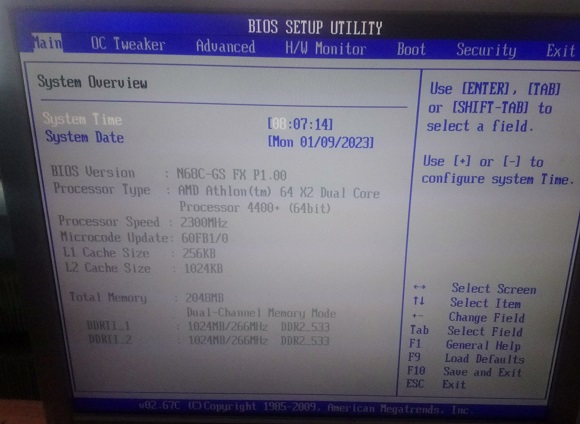 BIOS SETUP UTILITY
Main OC Tweaker Advanced H/W Monitor Boot Security Exit
System Overview
System Time [00:07:14]
System Date [Mon 01/09/2023]
BIOS Version : N68C-GS FX P1.00
Processor Type : AMD Athlon(tm) 64 X2 Dual Core
Processor 4400+ (64bit)
Processor Speed : 2300MHz
Microcode Update: 60FB1/0
L1 Cache Size : 256KB
L2 Cache Size : 1024KB
Total Memory : 2048MB
Dual-Channel Memory Mode
DDRII_1 : 1024MB/266MHz DDR2_533
DDRII_2 : 1024MB/266MHz DDR2_533
Use [ENTER], [TAB]
or [SHIFT-TAB] to
select a field.
Use [+] or [-] to
configure system Time.
↔ Select Screen
↑↓ Select Item
+- Change Field
Tab Select Field
F1 General Help
F9 Load Defaults
F10 Save and Exit
ESC Exit
v02.67C (C)Copyright 1985-2009, American Megatrends, Inc.